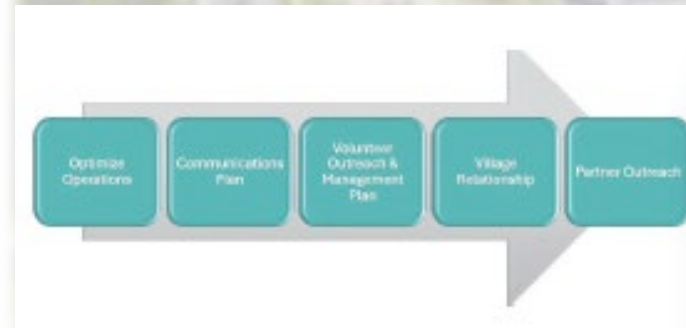 Optimize
Operations
Communications
Plan
Volunteer
Outreach &
Management
Plan
Village
Relationship
Partner Outreach